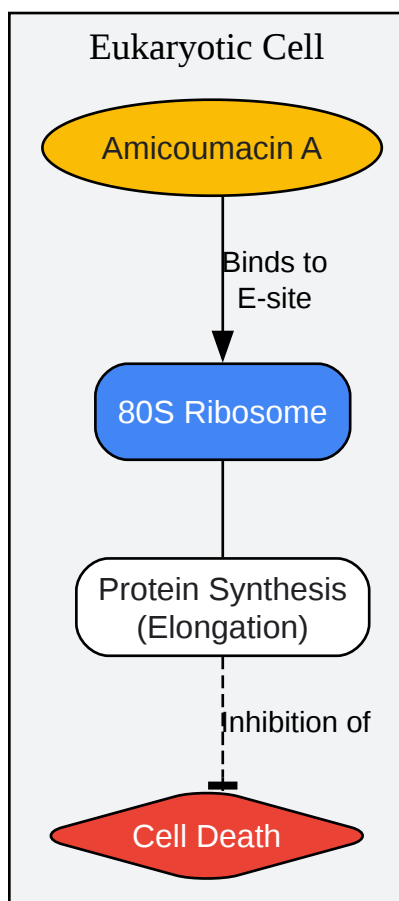 Eukaryotic Cell
Amicoumacin A
Binds to
E-site
80S Ribosome
Protein Synthesis
(Elongation)
Inhibition of
Cell Death